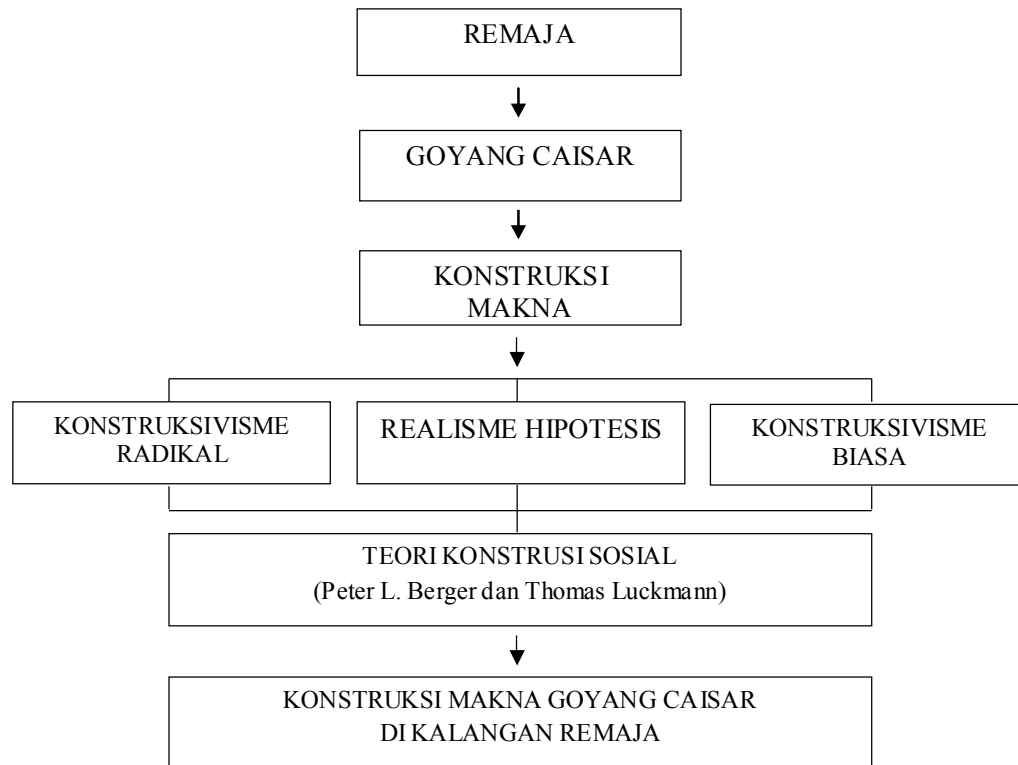 REMAJA
GOYANG CAISAR
KONSTRUKSI
MAKNA
KONSTRUKSIVISME
RADIKAL
REALISME HIPOTESIS
KONSTRUKSIVISME
BIASA
TEORI KONSTRUSI SOSIAL
(Peter L. Berger dan Thomas Luckmann)
KONSTRUKSI MAKNA GOYANG CAISAR
DI KALANGAN REMAJA